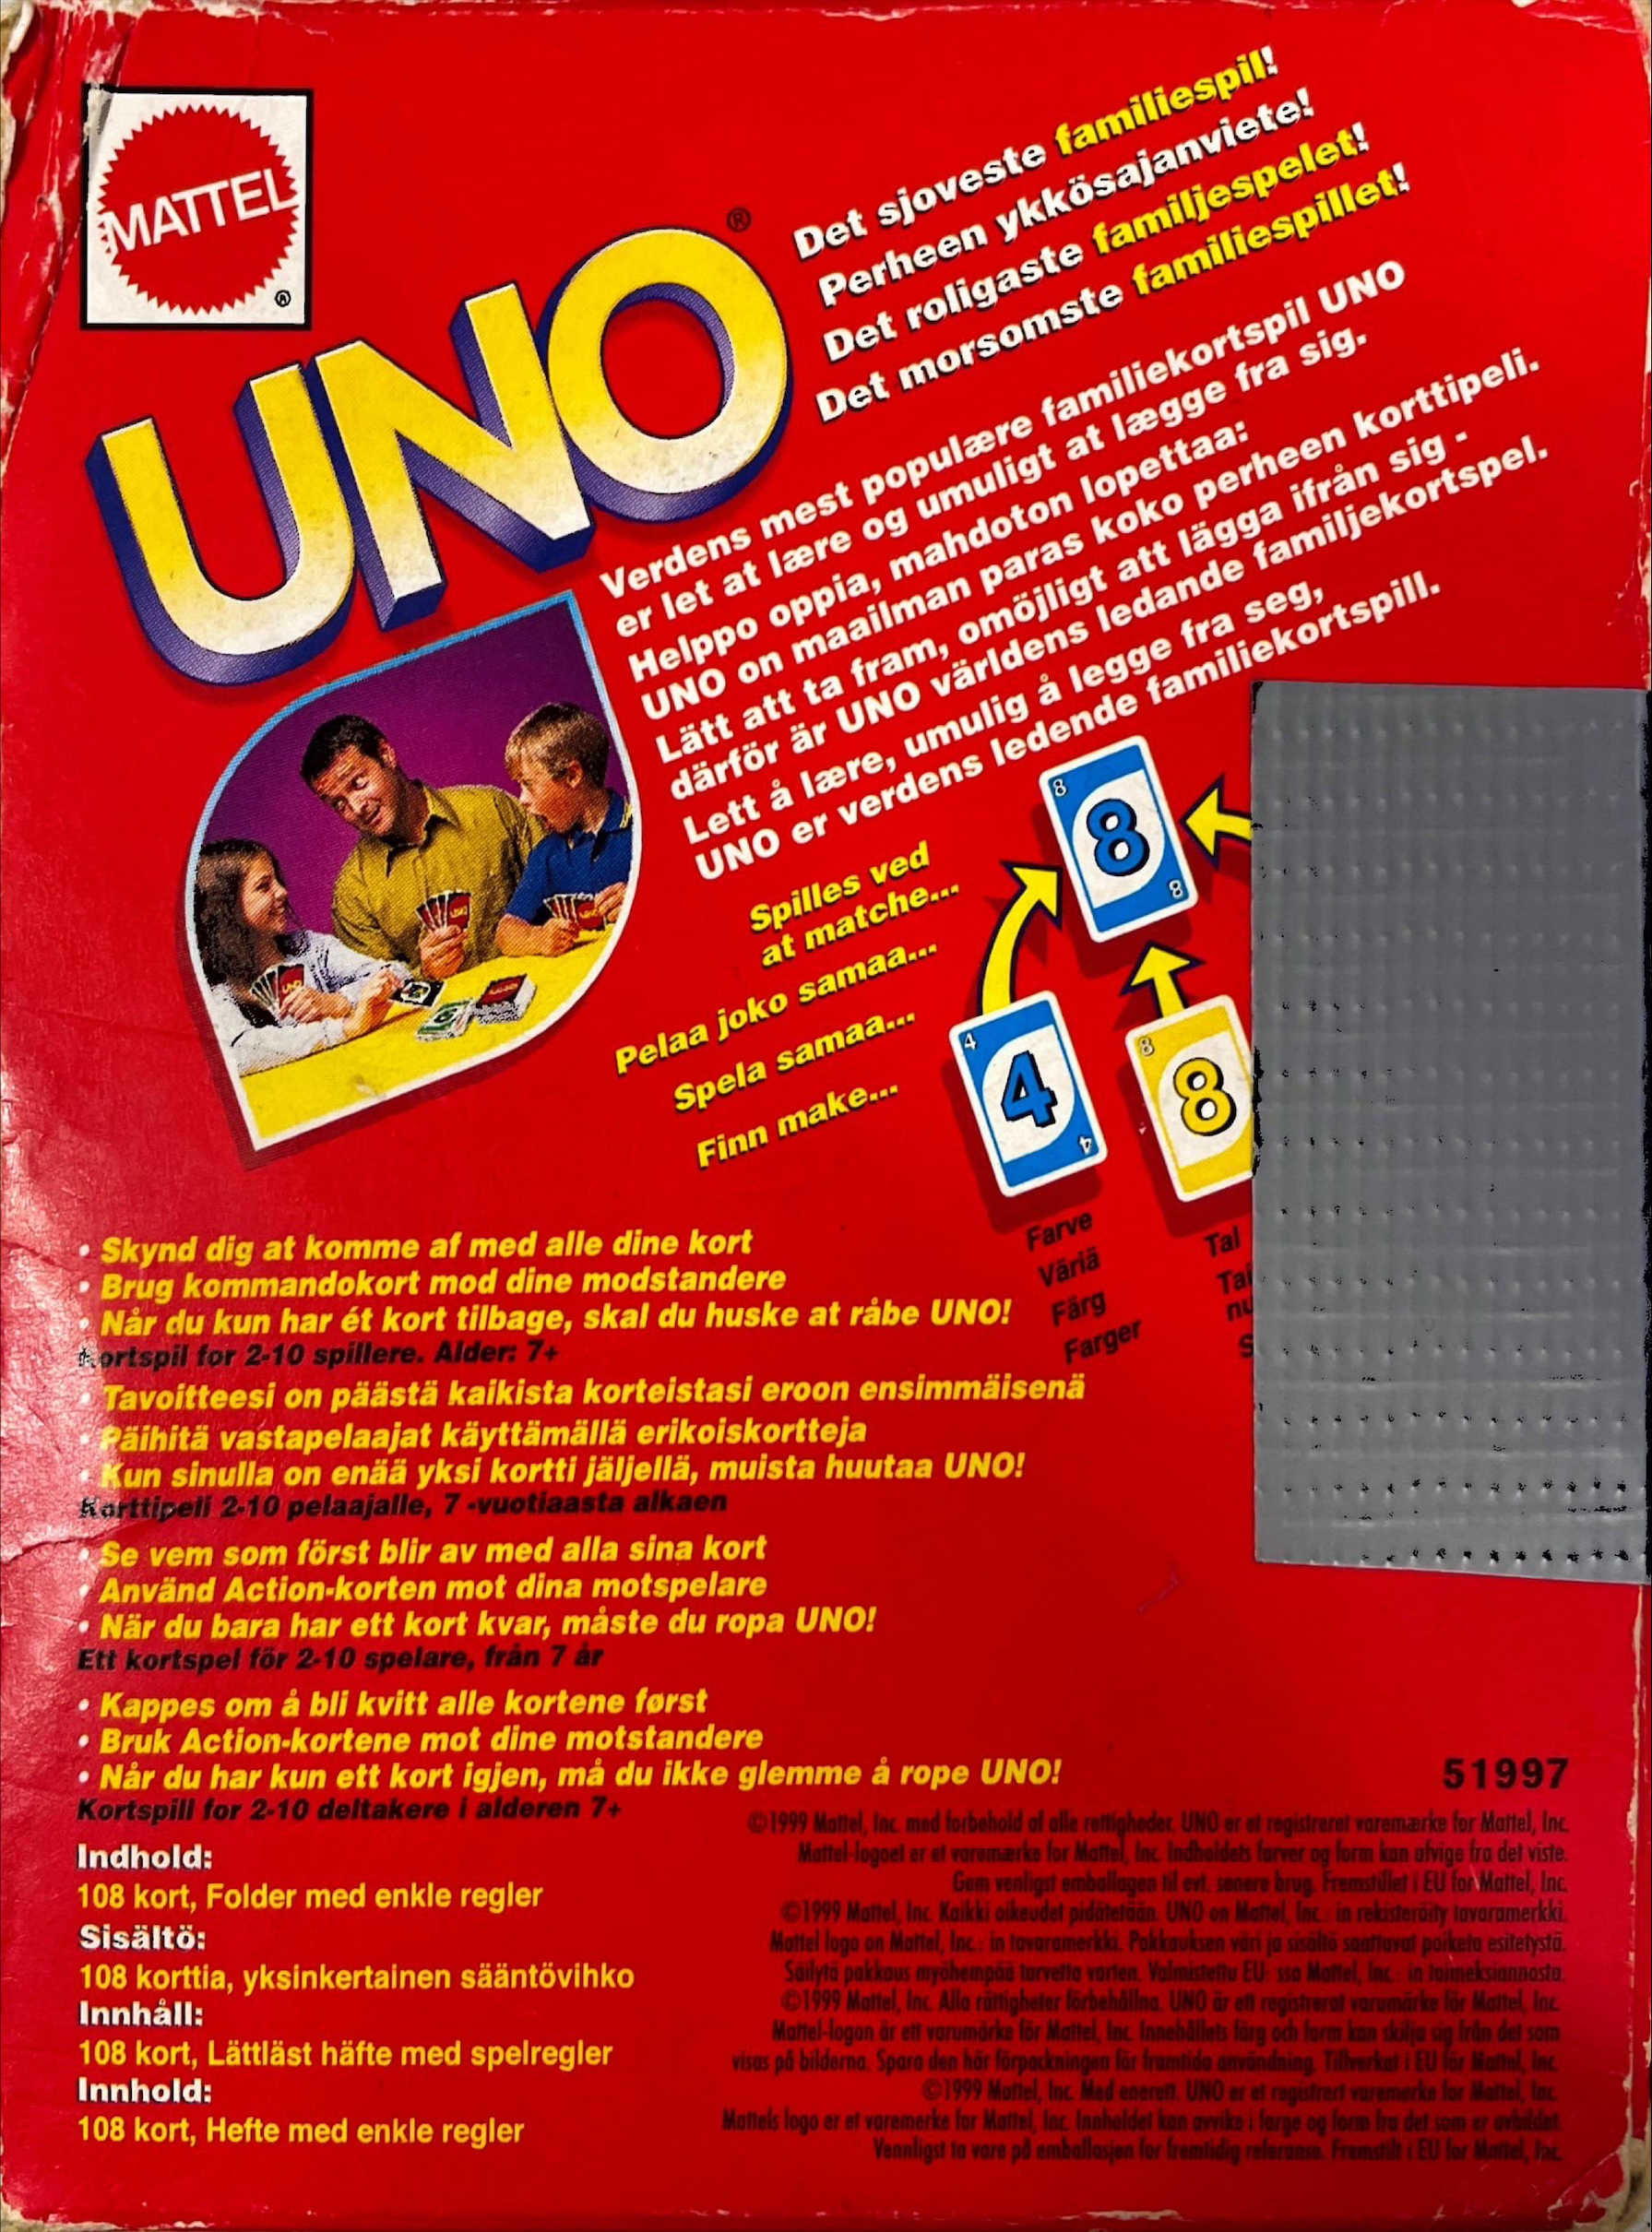 MATTEL
®
UNO
®
Det sjoveste familiespil!
Perheen ykkösajanviete!
Det roligaste familjespelet!
Det morsomste familiespillet!
Verdens mest populære familiekortspil UNO
er let at lære og umuligt at lægge fra sig.
Helppo oppia, mahdoton lopettaa:
UNO on maailman paras koko perheen korttipeli.
Lätt att ta fram, omöjligt att lägga ifrån sig -
därför är UNO världens ledande familjekortspel.
Lett å lære, umulig å legge fra seg,
UNO er verdens ledende familiekortspill.
Spilles ved
at matche...
Pelaa joko samaa...
Spela samaa...
Finn make...
8
8
8
4
4
4
8
8
Farve
Väriä
Färg
Farger
Tal
• Skynd dig at komme af med alle dine kort
• Brug kommandokort mod dine modstandere
• Når du kun har ét kort tilbage, skal du huske at råbe UNO!
Kortspil for 2-10 spillere. Alder: 7+
• Tavoitteesi on päästä kaikista korteistasi eroon ensimmäisenä
• Päihitä vastapelaajat käyttämällä erikoiskortteja
• Kun sinulla on enää yksi kortti jäljellä, muista huutaa UNO!
Korttipeli 2-10 pelaajalle, 7 -vuotiaasta alkaen
• Se vem som först blir av med alla sina kort
• Använd Action-korten mot dina motspelare
• När du bara har ett kort kvar, måste du ropa UNO!
Ett kortspel för 2-10 spelare, från 7 år
• Kappes om å bli kvitt alle kortene først
• Bruk Action-kortene mot dine motstandere
• Når du har kun ett kort igjen, må du ikke glemme å rope UNO!
Kortspill for 2-10 deltakere i alderen 7+
Indhold:
108 kort, Folder med enkle regler
Sisältö:
108 korttia, yksinkertainen sääntövihko
Innhåll:
108 kort, Lättläst häfte med spelregler
Innhold:
108 kort, Hefte med enkle regler
51997
©1999 Mattel, Inc. med forbehold af alle rettigheder. UNO er et registreret varemærke for Mattel, Inc.
Mattel-logoet er et varemærke for Mattel, Inc. Indholdets farver og form kan afvige fra det viste.
Gem venligst emballagen til evt. senere brug. Fremstillet i EU for Mattel, Inc.
©1999 Mattel, Inc. Kaikki oikeudet pidätetään. UNO on Mattel, Inc.: in rekisteröity tavaramerkki.
Mattel logo on Mattel, Inc.: in tavaramerkki. Pakkauksen väri ja sisältö saattavat poiketa esitetystä.
Säilytä pakkaus myöhempää tarvetta varten. Valmistettu EU: ssa Mattel, Inc.: in toimeksiannosta.
©1999 Mattel, Inc. Alla rättigheter förbehållna. UNO är ett registrerat varumärke för Mattel, Inc.
Mattel-logon är ett varumärke för Mattel, Inc. Innehållets färg och form kan skilja sig från det som
visas på bilderna. Spara den här förpackningen för framtida användning. Tillverkat i EU för Mattel, Inc.
©1999 Mattel, Inc. Med enerett. UNO er et registrert varemerke for Mattel, Inc.
Mattels logo er et varemerke for Mattel, Inc. Innholdet kan avvike i farge og form fra det som er avbildet.
Vennligst ta vare på emballasjen for fremtidig referanse. Fremstilt i EU for Mattel, Inc.